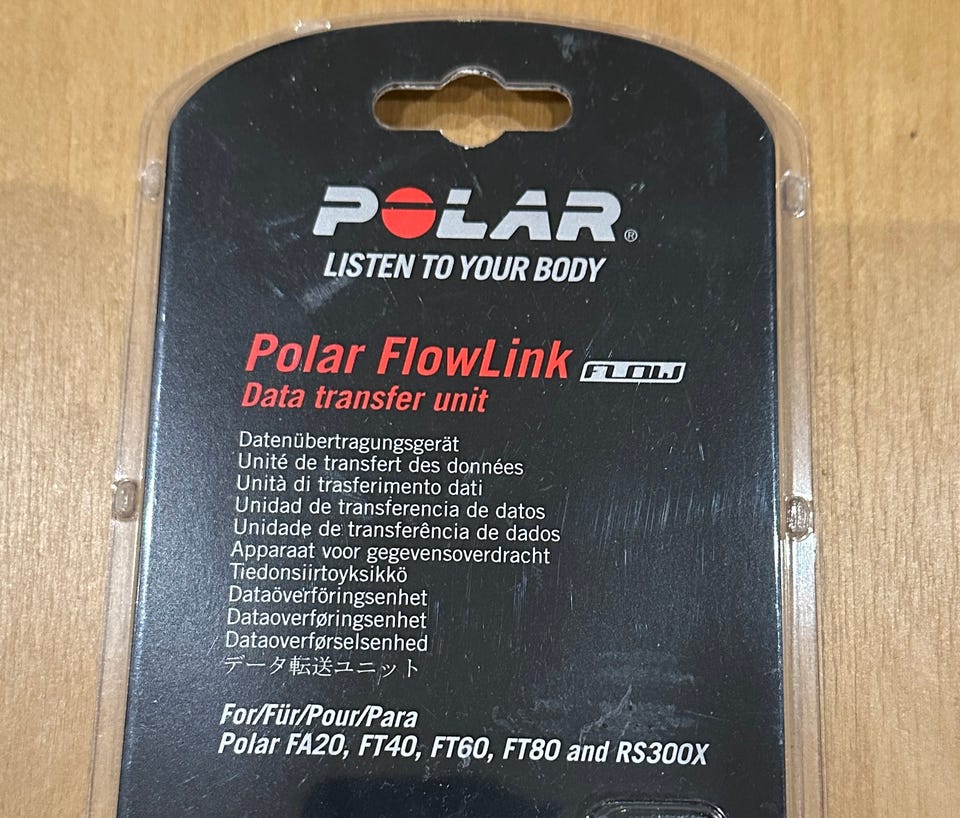 POLAR®
LISTEN TO YOUR BODY
Polar FlowLink FLOW
Data transfer unit
Datenübertragungsgerät
Unité de transfert des données
Unità di trasferimento dati
Unidad de transferencia de datos
Unidade de transferência de dados
Apparaat voor gegevensoverdracht
Tiedonsiirtoyksikkö
Dataöverföringsenhet
Dataoverføringsenhet
Dataoverførselsenhed
データ転送ユニット
For/Für/Pour/Para
Polar FA20, FT40, FT60, FT80 and RS300X